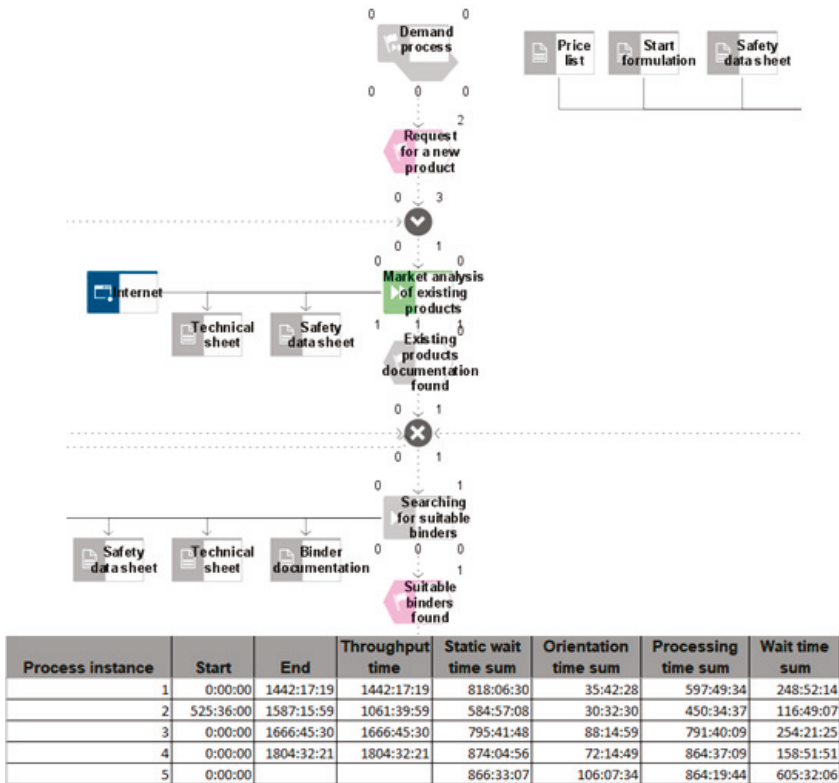 0 0
Demand
process
0 0 0
Price
list
Start
formulation
Safety
data sheet
2
Request
for a new
product
0 3
0 1
0 0
Internet
Market analysis
of existing
products
Technical
sheet
Safety
data sheet
1 1 1 0
Existing
products
documentation
found
0 1
0 1
0 1
Searching
for suitable
binders
Safety
data sheet
Technical
sheet
Binder
documentation
0 0 0
1
Suitable
binders
found
Process instance Start End Throughput time Static wait time sum Orientation time sum Processing time sum Wait time sum
1 0:00:00 1442:17:19 1442:17:19 818:06:30 35:42:28 597:49:34 248:52:14
2 525:36:00 1587:15:59 1061:39:59 584:57:08 30:32:30 450:34:37 116:49:07
3 0:00:00 1666:45:30 1666:45:30 795:41:48 88:14:59 791:40:09 254:21:25
4 0:00:00 1804:32:21 1804:32:21 874:04:56 72:14:49 864:37:09 158:51:51
5 0:00:00 866:33:07 106:07:34 864:19:44 605:32:06